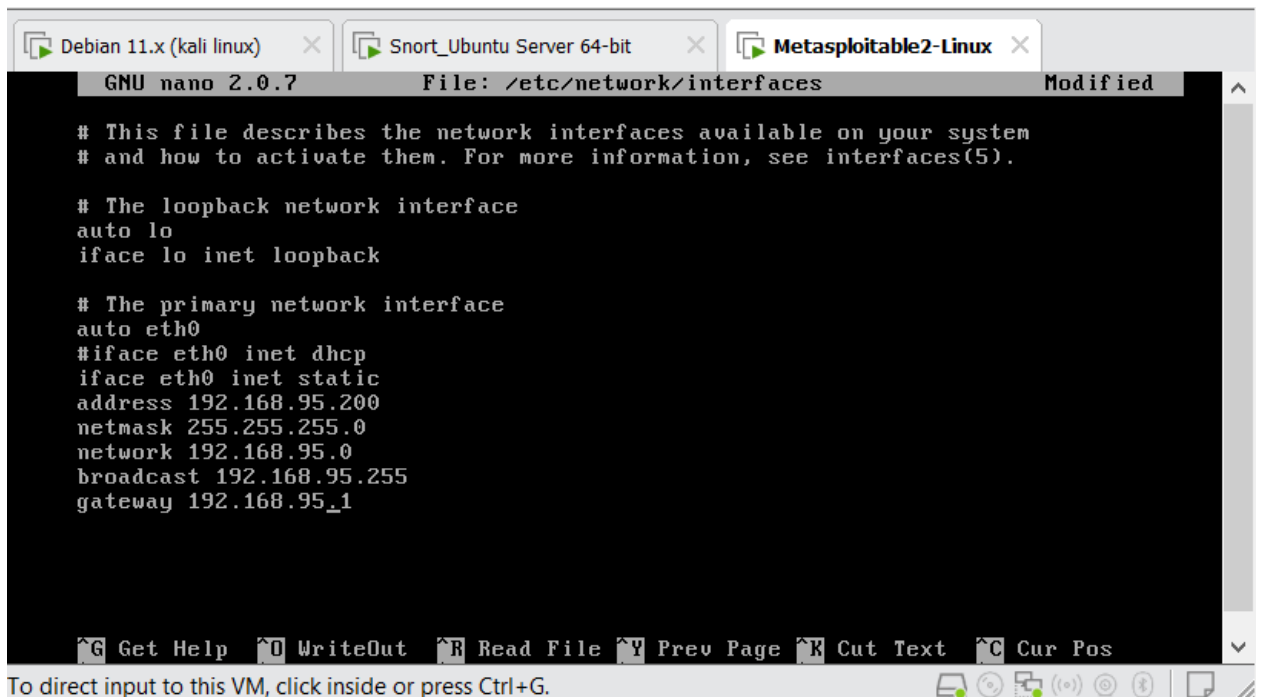 Debian 11.x (kali linux) Snort_Ubuntu Server 64-bit Metasploitable2-Linux
GNU nano 2.0.7 File: /etc/network/interfaces Modified
# This file describes the network interfaces available on your system
# and how to activate them. For more information, see interfaces(5).
# The loopback network interface
auto lo
iface lo inet loopback
# The primary network interface
auto eth0
#iface eth0 inet dhcp
iface eth0 inet static
address 192.168.95.200
netmask 255.255.255.0
network 192.168.95.0
broadcast 192.168.95.255
gateway 192.168.95.1
^G Get Help ^O WriteOut ^R Read File ^Y Prev Page ^K Cut Text ^C Cur Pos
To direct input to this VM, click inside or press Ctrl+G.